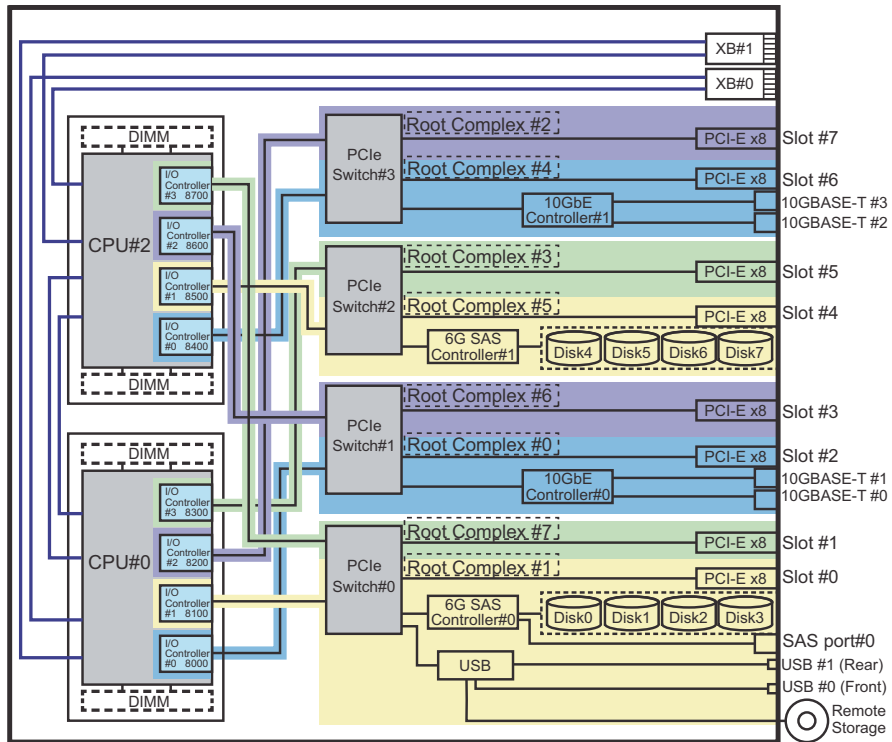 XB#1
XB#0
DIMM
I/O
Controller
#3 8700
I/O
Controller
#2 8600
CPU#2
I/O
Controller
#1 8500
I/O
Controller
#0 8400
DIMM
DIMM
I/O
Controller
#3 8300
I/O
Controller
#2 8200
CPU#0
I/O
Controller
#1 8100
I/O
Controller
#0 8000
DIMM
PCIe
Switch#3
Root Complex #2
PCI-E x8
Slot #7
Root Complex #4
PCI-E x8
Slot #6
10GbE
Controller#1
10GBASE-T #3
10GBASE-T #2
PCIe
Switch#2
Root Complex #3
PCI-E x8
Slot #5
Root Complex #5
PCI-E x8
Slot #4
6G SAS
Controller#1
Disk4
Disk5
Disk6
Disk7
PCIe
Switch#1
Root Complex #6
PCI-E x8
Slot #3
Root Complex #0
PCI-E x8
Slot #2
10GbE
Controller#0
10GBASE-T #1
10GBASE-T #0
PCIe
Switch#0
Root Complex #7
PCI-E x8
Slot #1
Root Complex #1
PCI-E x8
Slot #0
6G SAS
Controller#0
Disk0
Disk1
Disk2
Disk3
SAS port#0
USB
USB #1 (Rear)
USB #0 (Front)
Remote
Storage